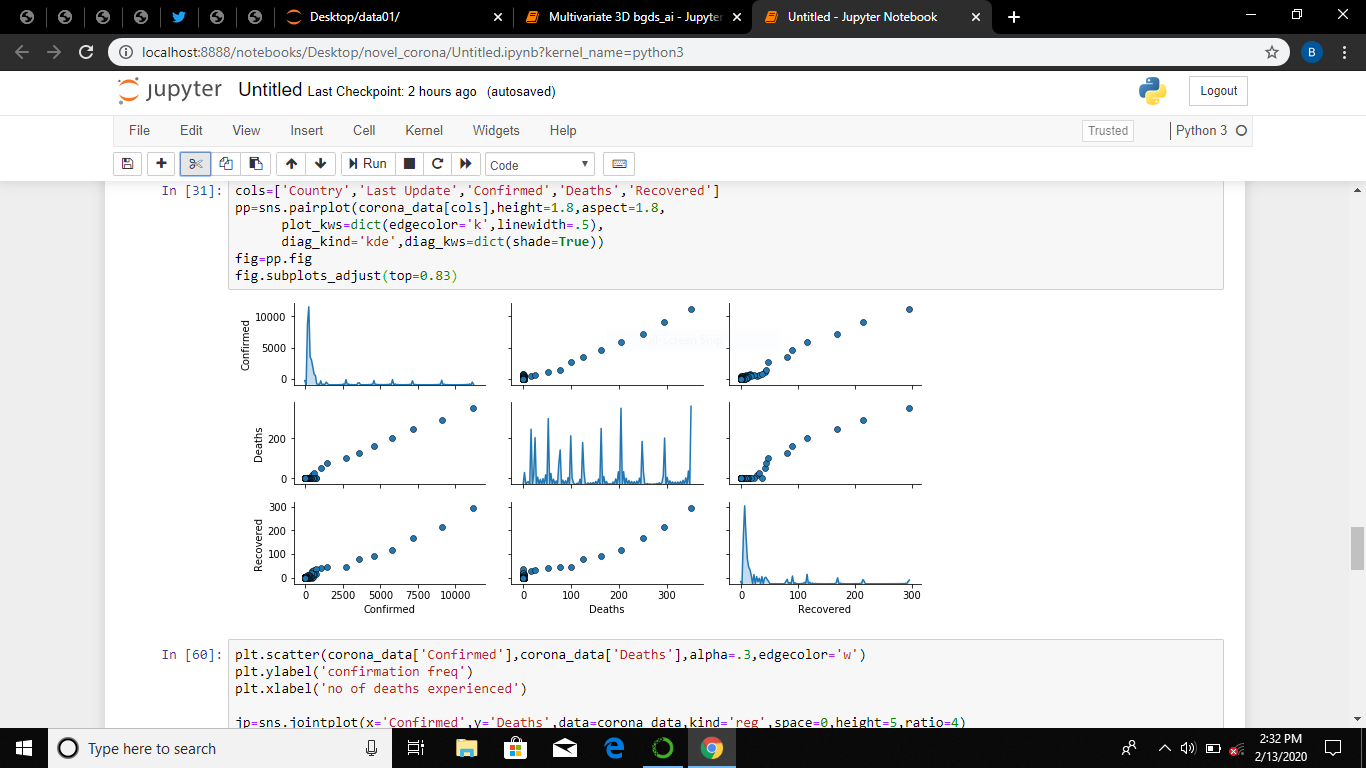 Desktop/data01/
Multivariate 3D bgds_ai - Jupyter
Untitled - Jupyter Notebook
localhost:8888/notebooks/Desktop/novel_corona/Untitled.ipynb?kernel_name=python3
B
jupyter Untitled Last Checkpoint: 2 hours ago (autosaved)
Logout
File Edit View Insert Cell Kernel Widgets Help
Trusted
Python 3
Run
Code
In [31]: cols=['Country','Last Update','Confirmed','Deaths','Recovered']
pp=sns.pairplot(corona_data[cols],height=1.8,aspect=1.8,
plot_kws=dict(edgecolor='k',linewidth=.5),
diag_kind='kde',diag_kws=dict(shade=True))
fig=pp.fig
fig.subplots_adjust(top=0.83)
Confirmed
10000
5000
0
Deaths
200
0
Recovered
300
200
100
0
0 2500 5000 7500 10000
Confirmed
0 100 200 300
Deaths
0 100 200 300
Recovered
In [60]: plt.scatter(corona_data['Confirmed'],corona_data['Deaths'],alpha=.3,edgecolor='w')
plt.ylabel('confirmation freq')
plt.xlabel('no of deaths experienced')
jp=sns.jointplot(x='Confirmed',y='Deaths',data=corona_data,kind='reg',space=0,height=5,ratio=4)
Type here to search
2:32 PM
2/13/2020